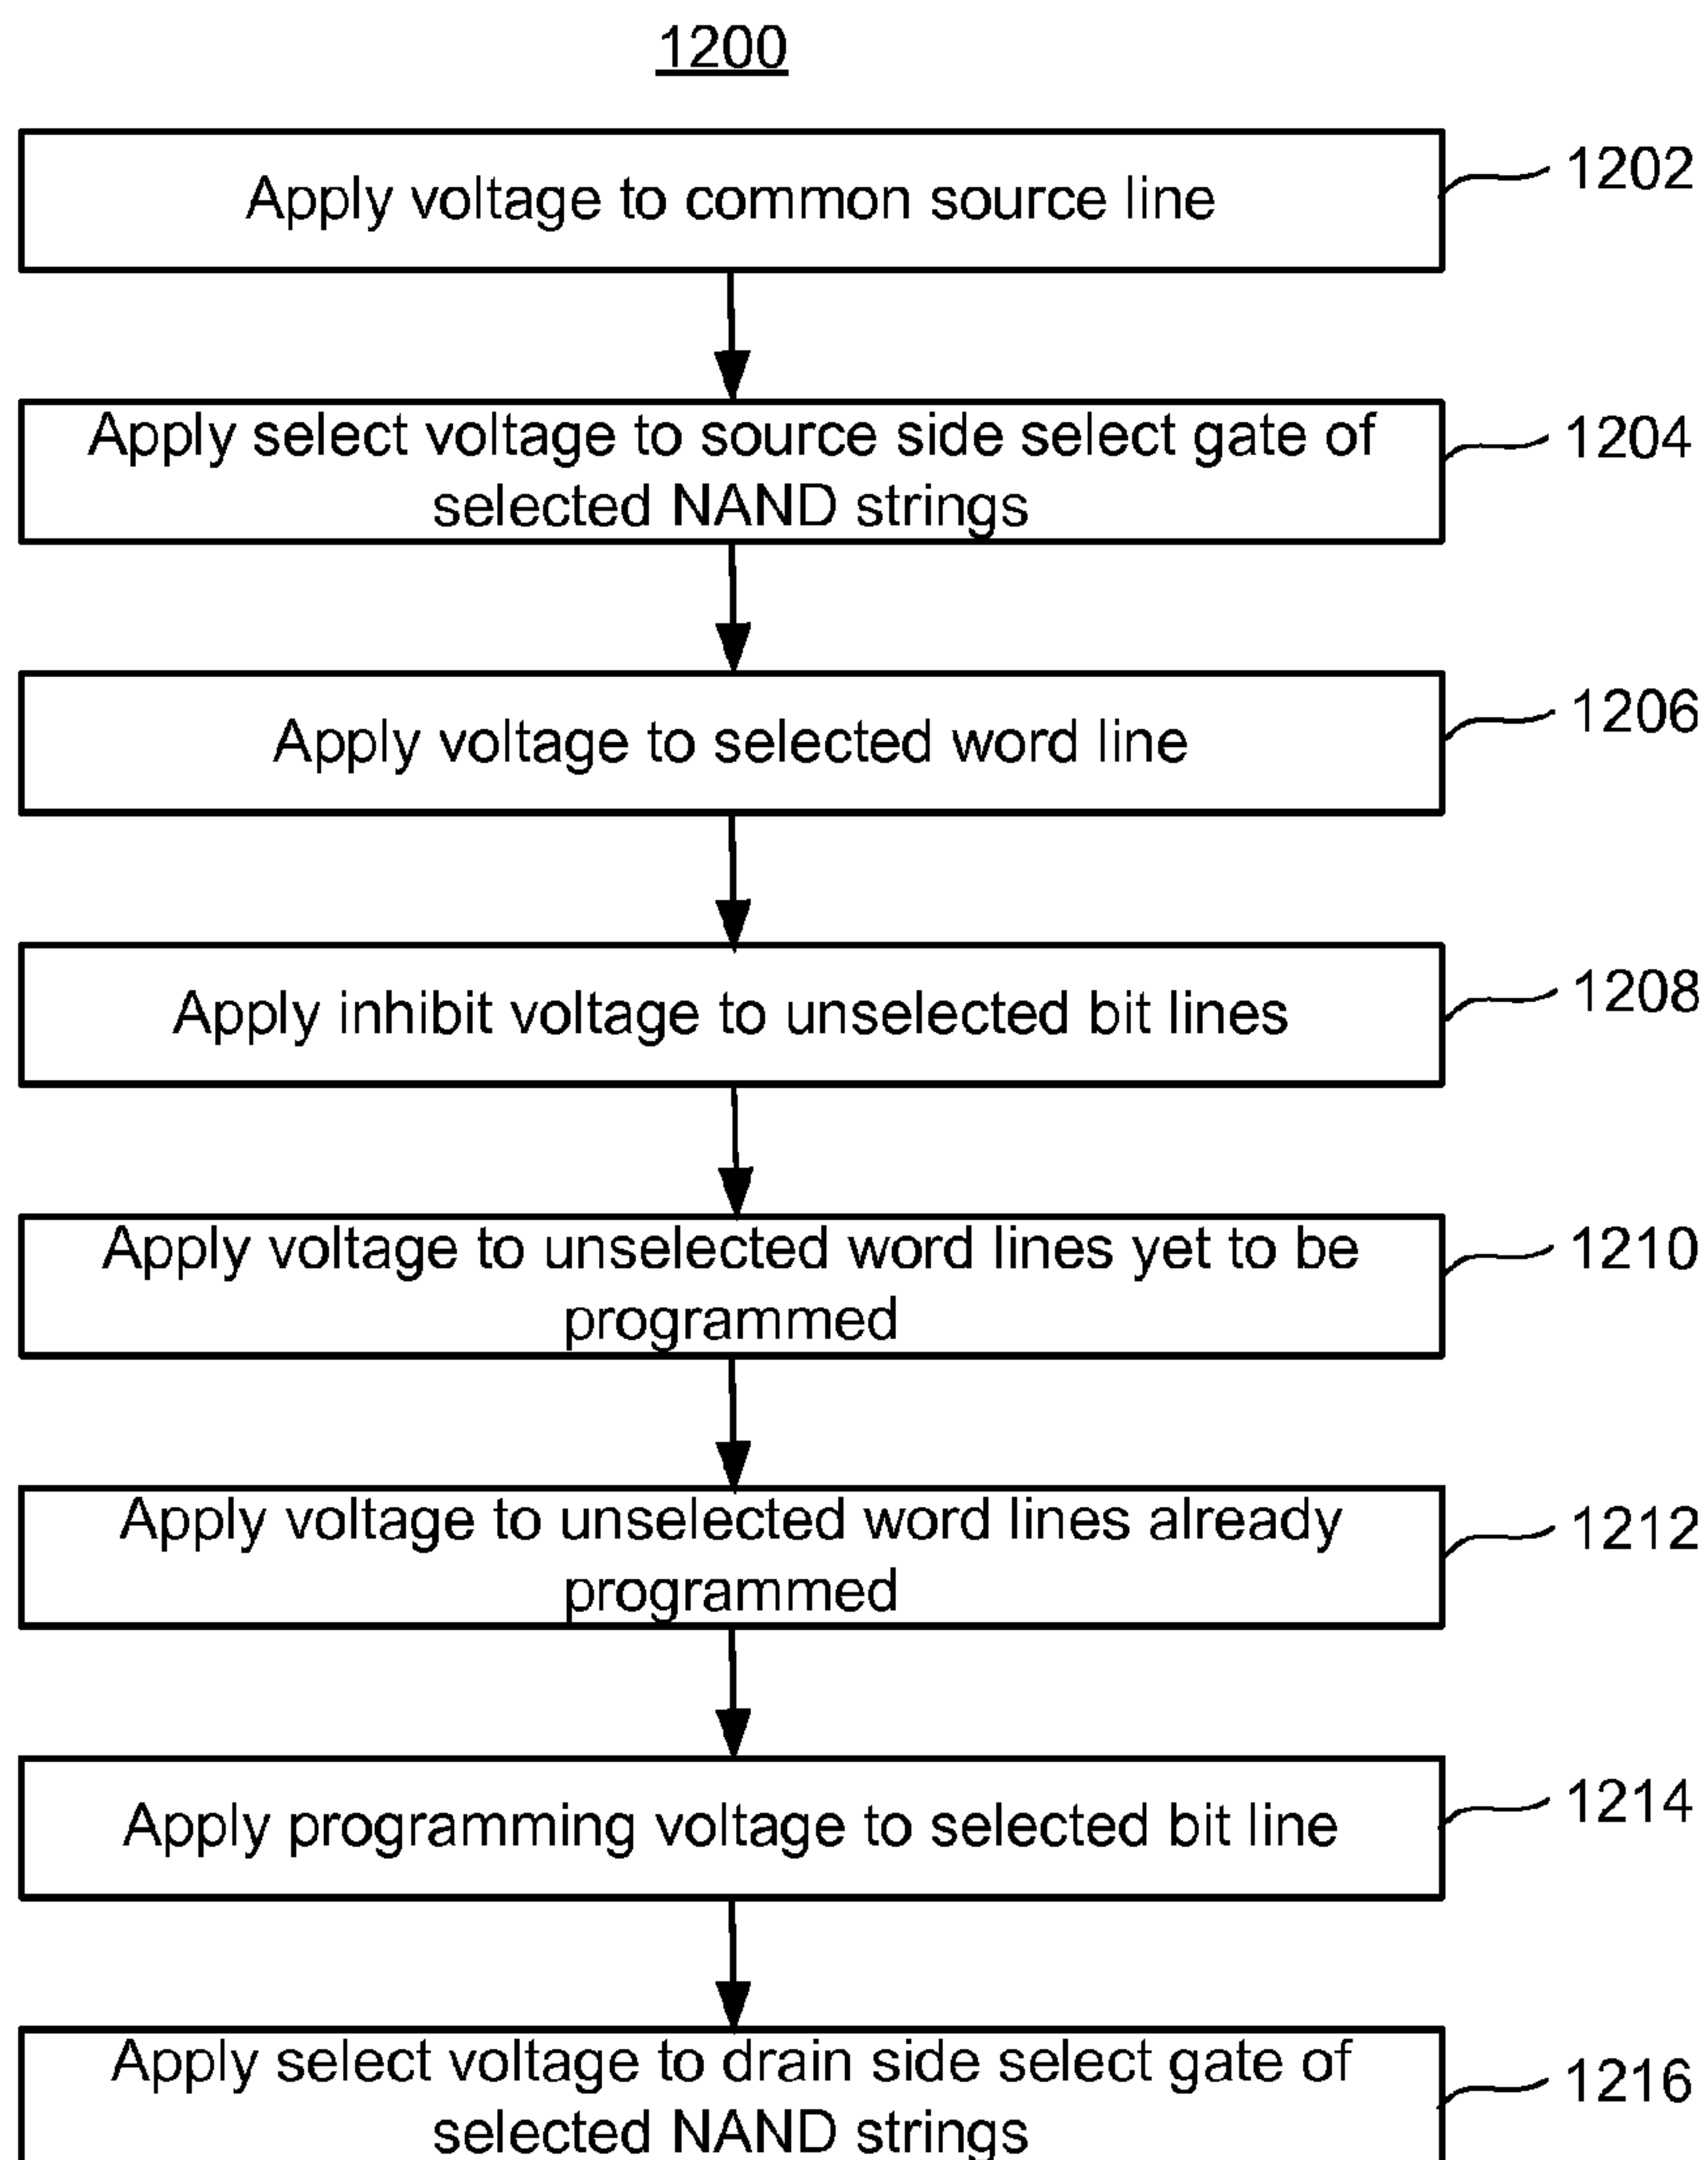 1200
Apply voltage to common source line
1202
Apply select voltage to source side select gate of
selected NAND strings
1204
Apply voltage to selected word line
1206
Apply inhibit voltage to unselected bit lines
1208
Apply voltage to unselected word lines yet to be
programmed
1210
Apply voltage to unselected word lines already
programmed
1212
Apply programming voltage to selected bit line
1214
Apply select voltage to drain side select gate of
selected NAND strings
1216